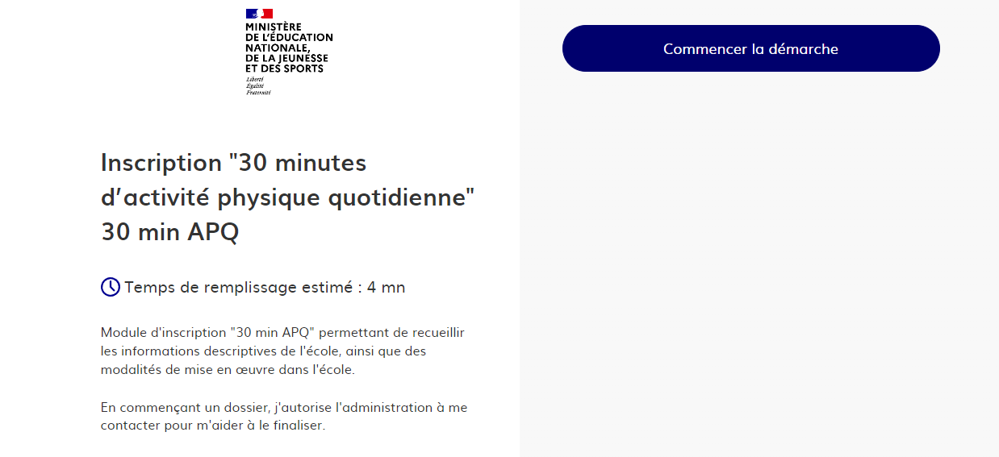 MINISTÈRE
DE L'ÉDUCATION
NATIONALE,
DE LA JEUNESSE
ET DES SPORTS
Liberté
Égalité
Fraternité
Commencer la démarche
Inscription "30 minutes
d’activité physique quotidienne"
30 min APQ
Temps de remplissage estimé : 4 mn
Module d'inscription "30 min APQ" permettant de recueillir
les informations descriptives de l'école, ainsi que des
modalités de mise en œuvre dans l'école.
En commençant un dossier, j'autorise l'administration à me
contacter pour m'aider à le finaliser.